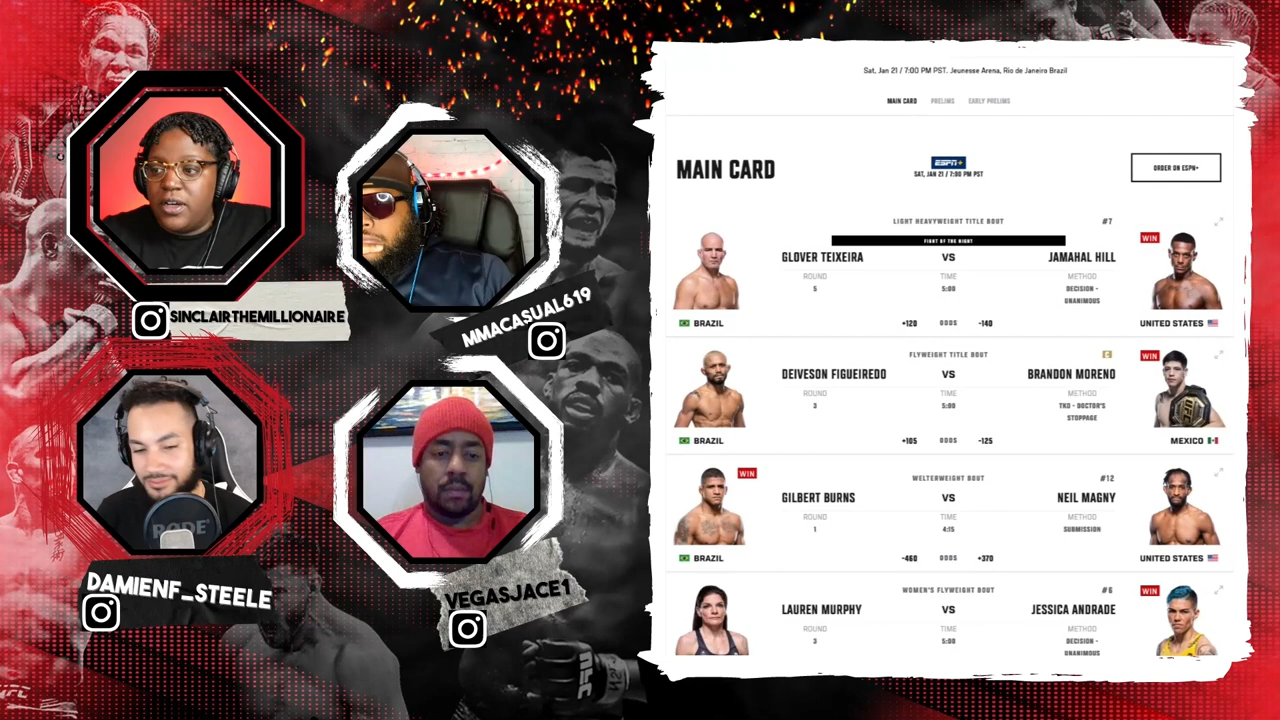 SINCLAIRTHEMILLIONAIRE
MMACASUAL619
RØDE
DAMIENF_STEELE
VEGASJACE1
UFC
UFC
Sat, Jan 21 / 7:00 PM PST. Jeunesse Arena, Rio de Janeiro Brazil
MAIN CARD PRELIMS EARLY PRELIMS
MAIN CARD
ESPN+
SAT, JAN 21 / 7:00 PM PST
ORDER ON ESPN+
LIGHT HEAVYWEIGHT TITLE BOUT #7
FIGHT OF THE NIGHT
WIN
GLOVER TEIXEIRA VS JAMAHAL HILL
ROUND TIME METHOD
5 5:00 DECISION -
UNANIMOUS
BRAZIL +120 ODDS -140 UNITED STATES
FLYWEIGHT TITLE BOUT C
WIN
DEIVESON FIGUEIREDO VS BRANDON MORENO
ROUND TIME METHOD
3 5:00 TKO - DOCTOR'S
STOPPAGE
BRAZIL +105 ODDS -125 MEXICO
WIN WELTERWEIGHT BOUT #12
GILBERT BURNS VS NEIL MAGNY
ROUND TIME METHOD
1 4:15 SUBMISSION
BRAZIL -460 ODDS +370 UNITED STATES
WOMEN'S FLYWEIGHT BOUT #6
WIN
LAUREN MURPHY VS JESSICA ANDRADE
ROUND TIME METHOD
3 5:00 DECISION -
UNANIMOUS